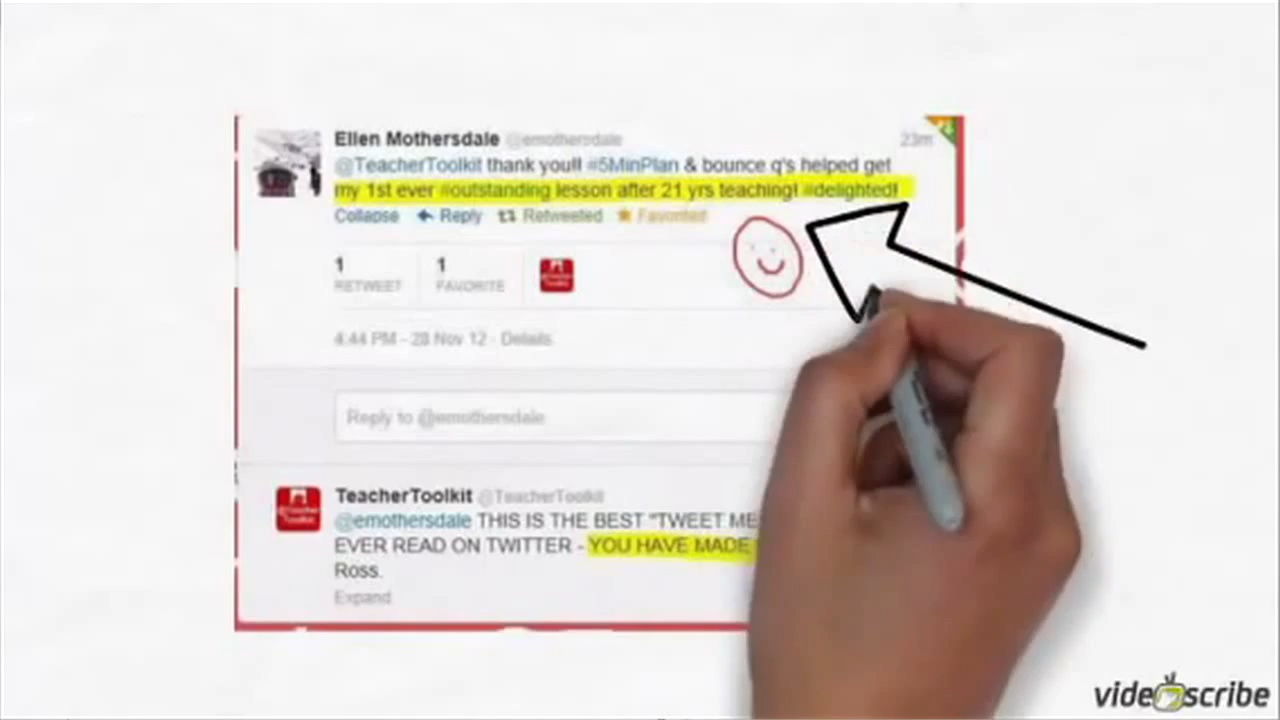 Ellen Mothersdale @emothersdale 23m
@TeacherToolkit thank you!! #5MinPlan & bounce q's helped get
my 1st ever #outstanding lesson after 21 yrs teaching! #delighted!
Collapse Reply Retweeted Favorited
1 1
RETWEET FAVORITE
4:44 PM - 28 Nov 12 · Details
Reply to @emothersdale
TeacherToolkit @TeacherToolkit
@emothersdale THIS IS THE BEST "TWEET ME
EVER READ ON TWITTER - YOU HAVE MADE
Ross.
Expand
videoscribe